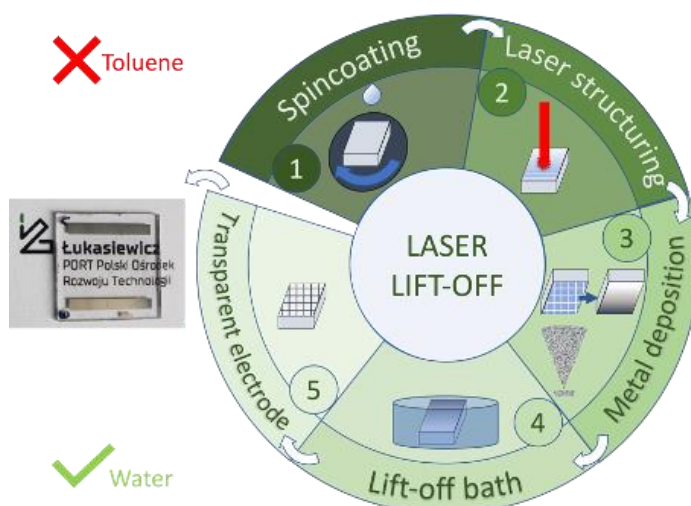 Toluene
Spincoating
1
Laser structuring
2
3
Metal deposition
LASER
LIFT-OFF
4
Lift-off bath
5
Transparent electrode
Łukasiewicz
PORT Polski Ośrodek
Rozwoju Technologii
Water